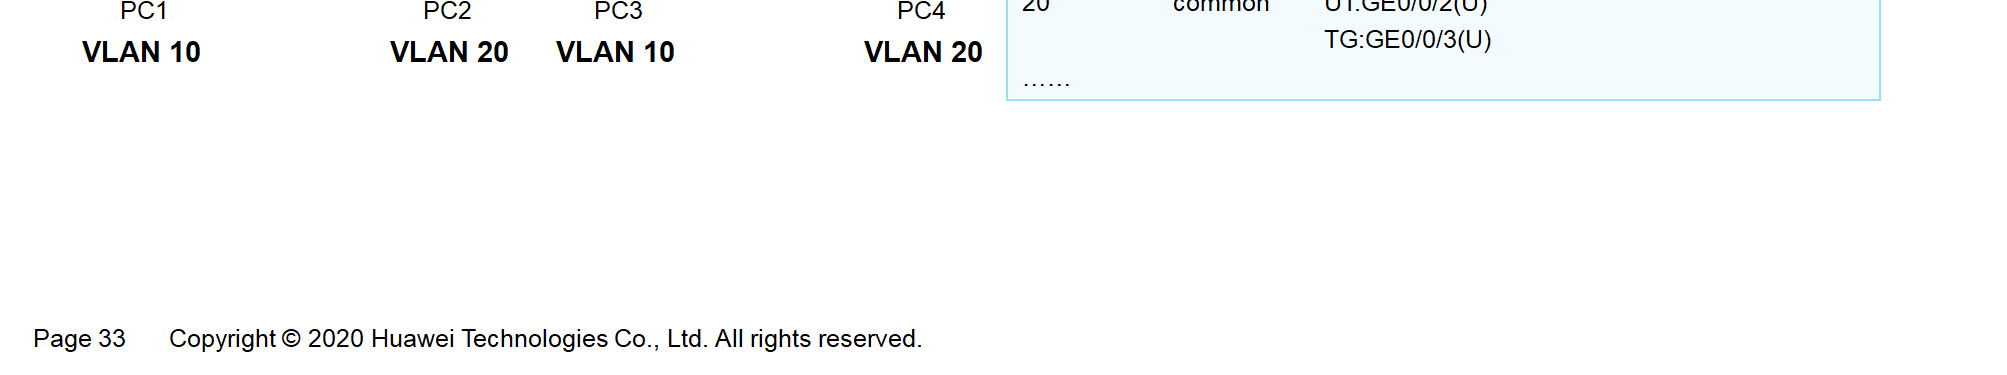 PC1 PC2 PC3 PC4
VLAN 10 VLAN 20 VLAN 10 VLAN 20
20 common UT:GE0/0/2(U)
TG:GE0/0/3(U)
……
Page 33 Copyright © 2020 Huawei Technologies Co., Ltd. All rights reserved.